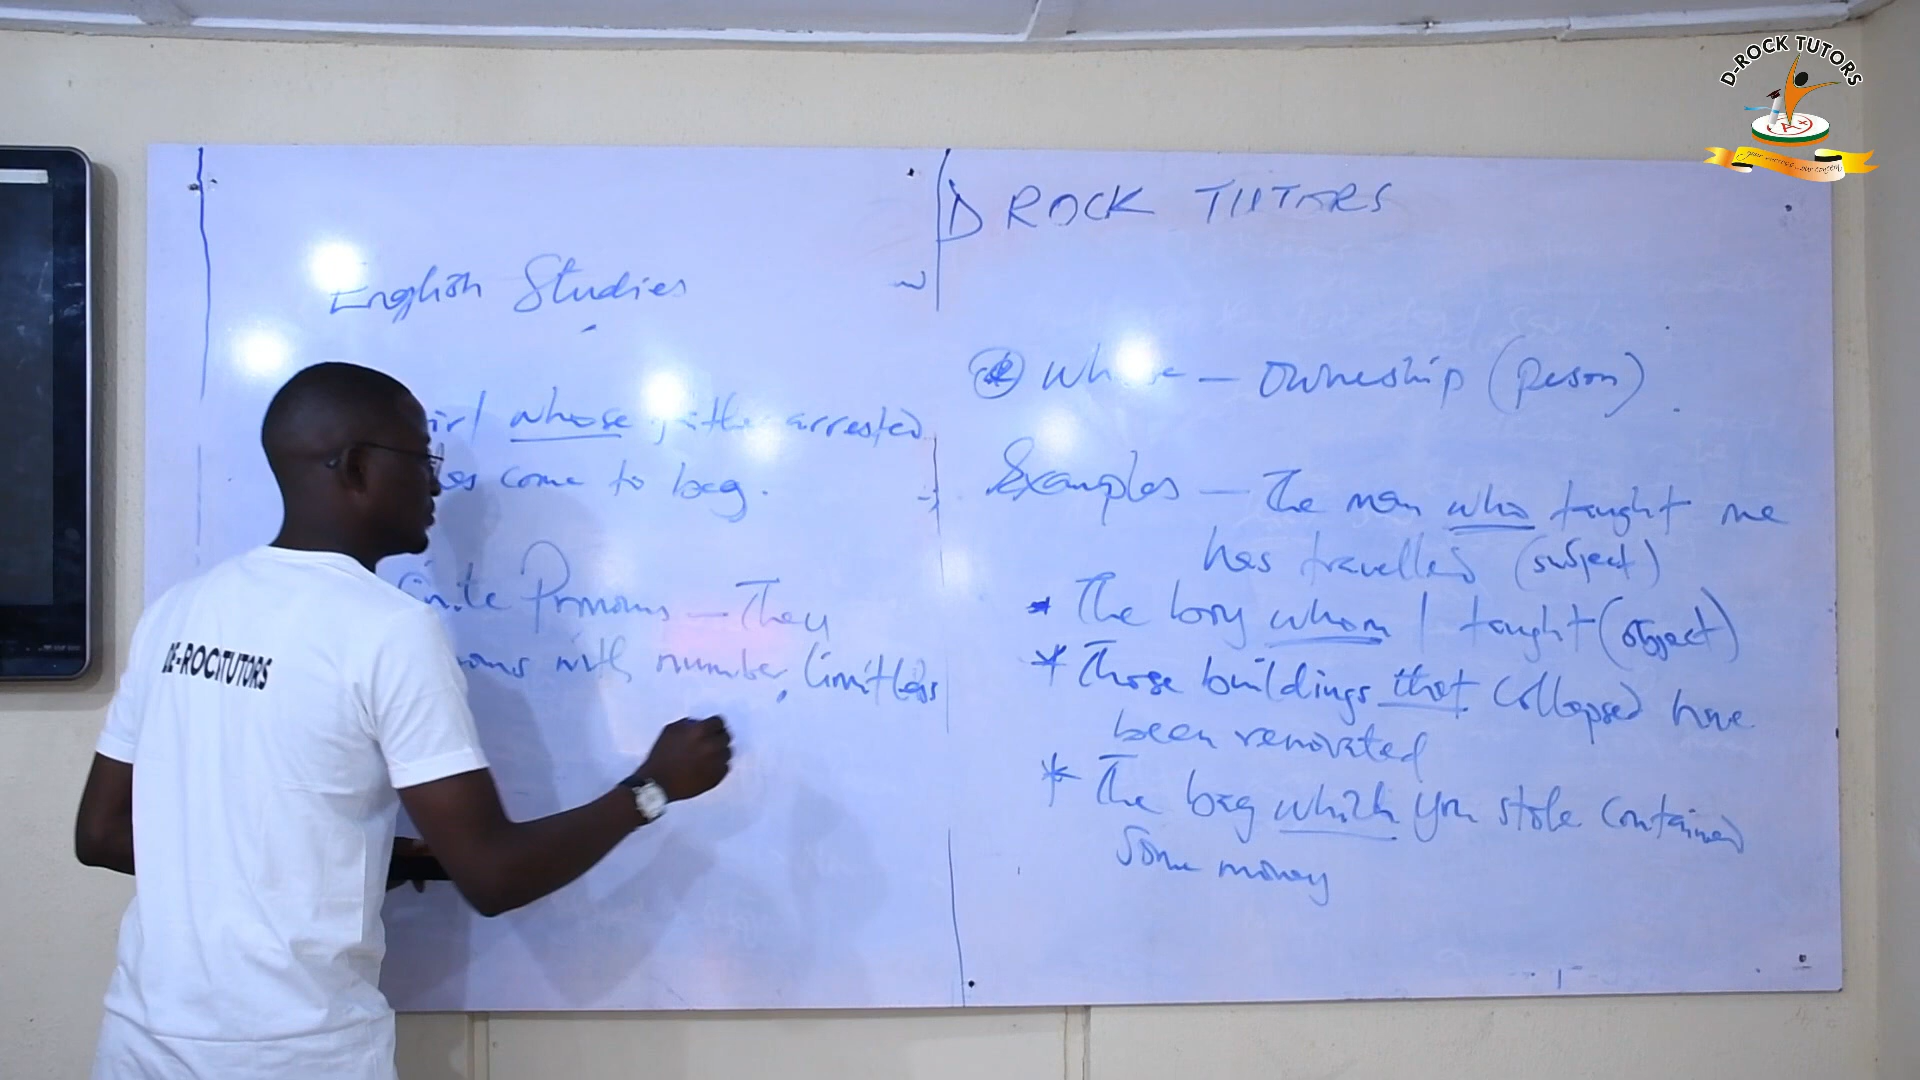 D-ROCK TUTORS
A+
D ROCK TUTORS
English Studies
whose arrested
come to beg.
Pronouns - They
with number, limitless
Whose - Ownership (person)
Examples - The man who taught me
has travelled (subject)
* The boy whom I taught (object)
* Those buildings that collapsed have
been renovated
* The bag which you stole contained
Some money
DE-ROCKTUTORS